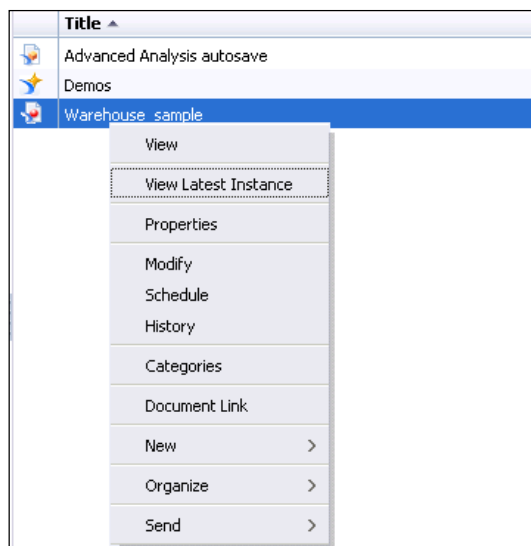 Title
Advanced Analysis autosave
Demos
Warehouse_sample
View
View Latest Instance
Properties
Modify
Schedule
History
Categories
Document Link
New
Organize
Send